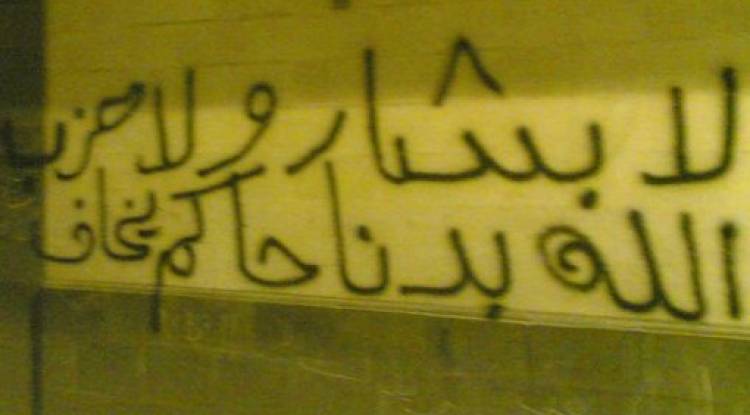 لا بشار ولا حزب
الله بدنا حاكم يخاف